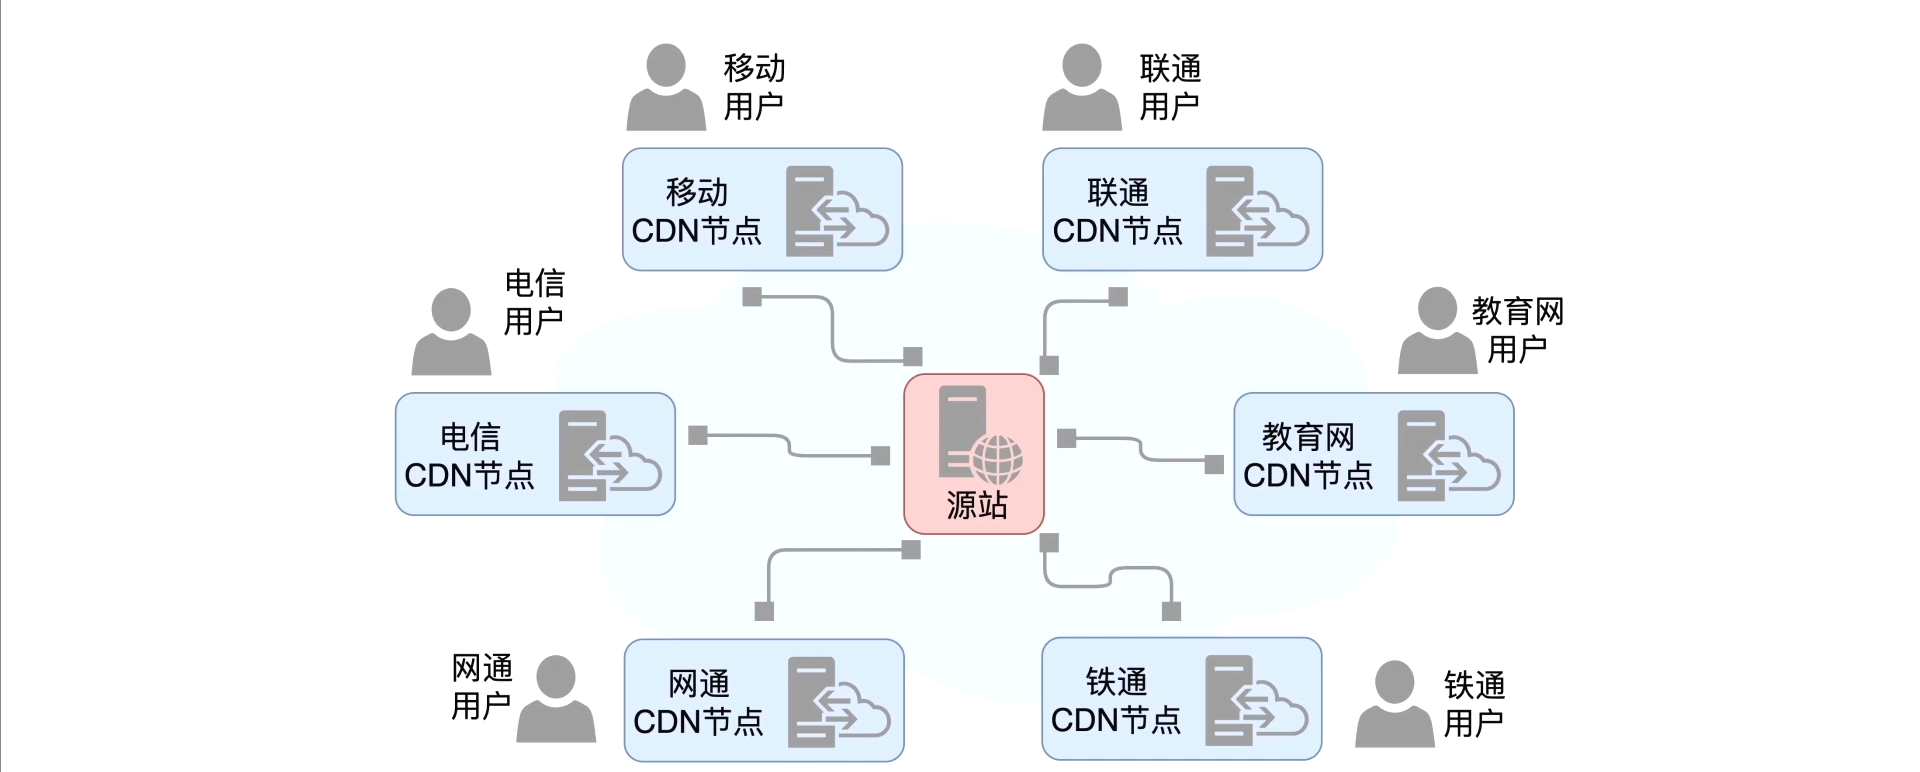 移动
用户
联通
用户
移动
CDN节点
联通
CDN节点
电信
用户
教育网
用户
电信
CDN节点
源站
教育网
CDN节点
网通
用户
网通
CDN节点
铁通
CDN节点
铁通
用户